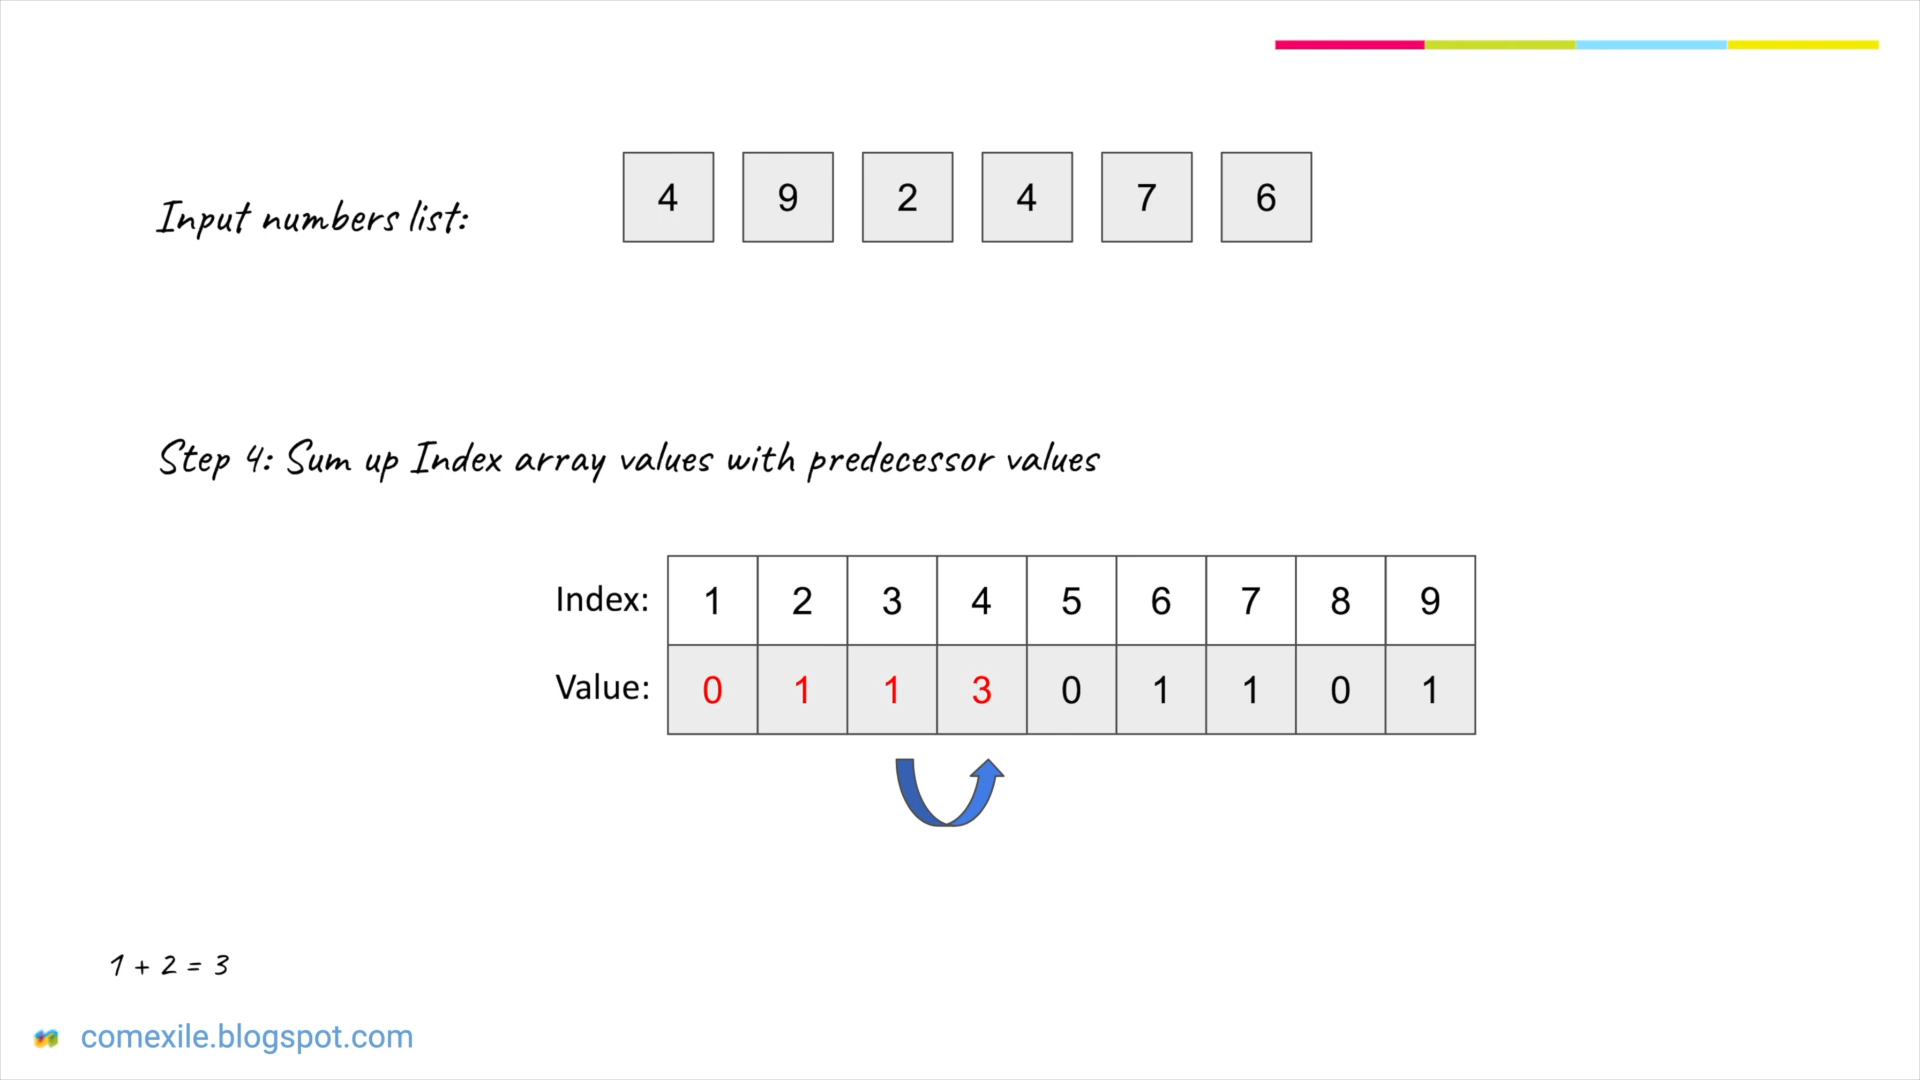 4 9 2 4 7 6
Input numbers list:
Step 4: Sum up Index array values with predecessor values
Index: 1 2 3 4 5 6 7 8 9
Value: 0 1 1 3 0 1 1 0 1
1 + 2 = 3
comexile.blogspot.com